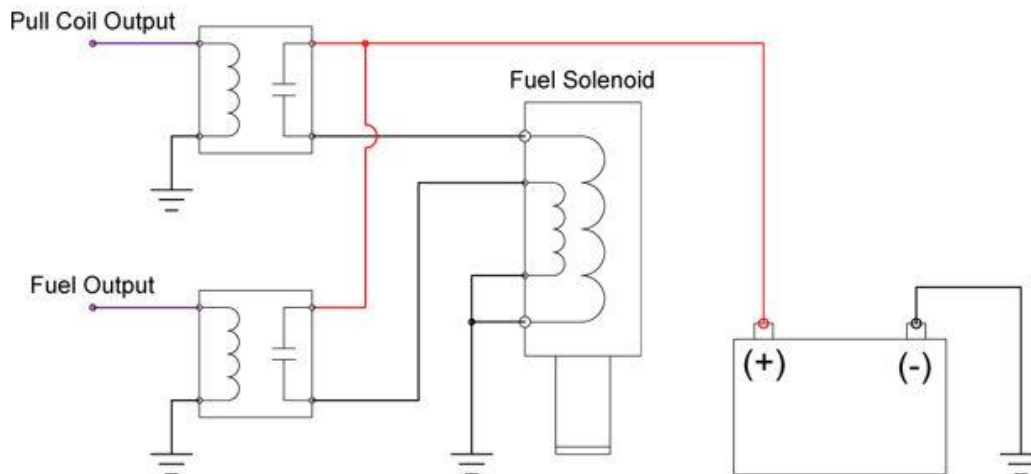 Pull Coil Output
Fuel Solenoid
Fuel Output
(+)
(-)